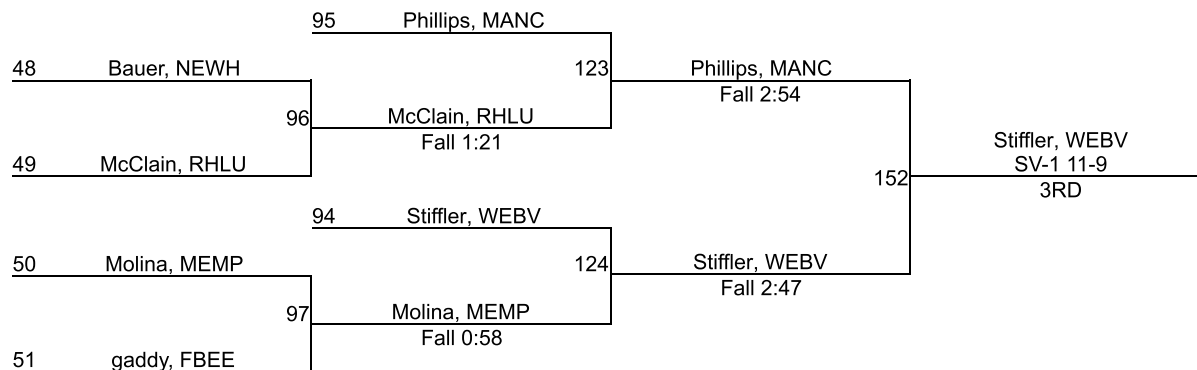 95 Phillips, MANC
48 Bauer, NEWH
123
Phillips, MANC
Fall 2:54
96
McClain, RHLU
Fall 1:21
49 McClain, RHLU
Stiffler, WEBV
SV-1 11-9
3RD
152
94 Stiffler, WEBV
50 Molina, MEMP
124
Stiffler, WEBV
Fall 2:47
97
Molina, MEMP
Fall 0:58
51 gaddy, FBEE